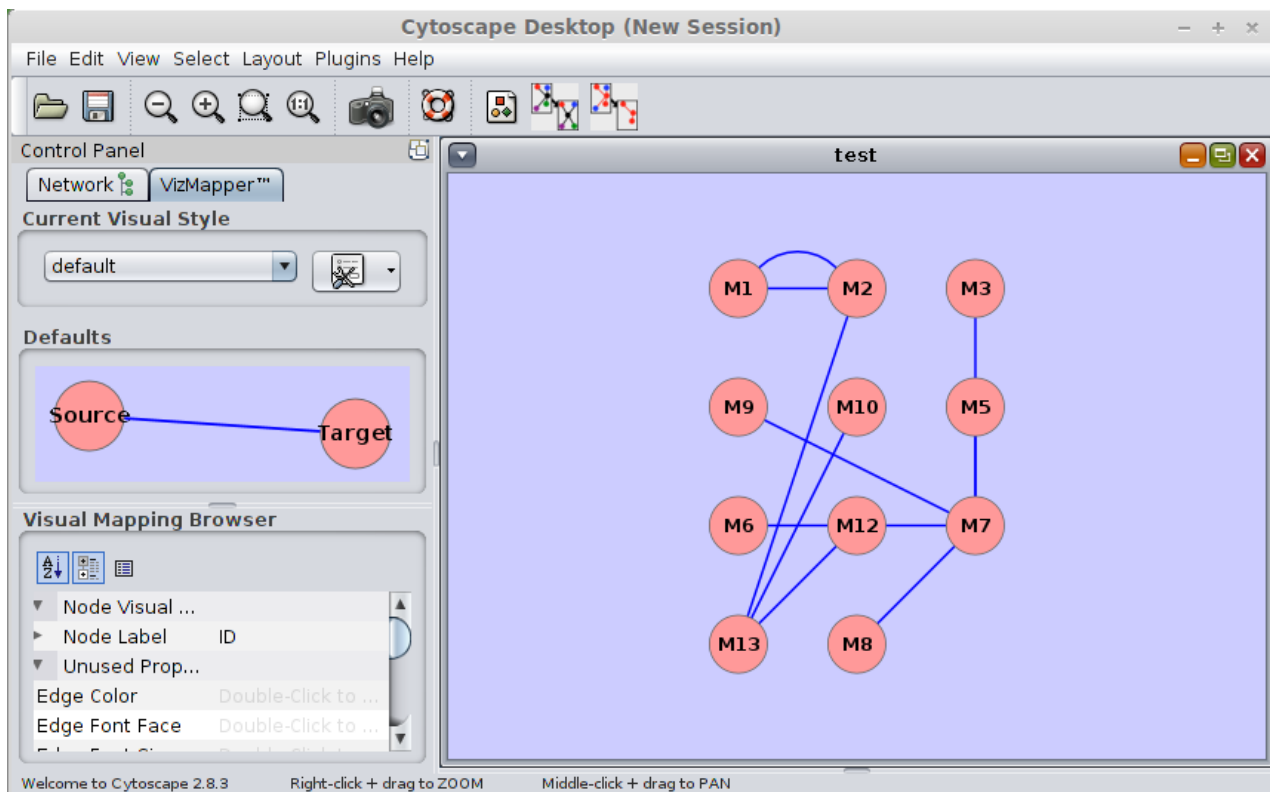 Cytoscape Desktop (New Session)
File Edit View Select Layout Plugins Help
1:1
Control Panel
Network VizMapper™
Current Visual Style
default
Defaults
Source
Target
Visual Mapping Browser
A
Z
Node Visual ...
Node Label ID
Unused Prop...
Edge Color Double-Click to ...
Edge Font Face Double-Click to ...
test
M1 M2 M3
M9 M10 M5
M6 M12 M7
M13 M8
Welcome to Cytoscape 2.8.3 Right-click + drag to ZOOM Middle-click + drag to PAN